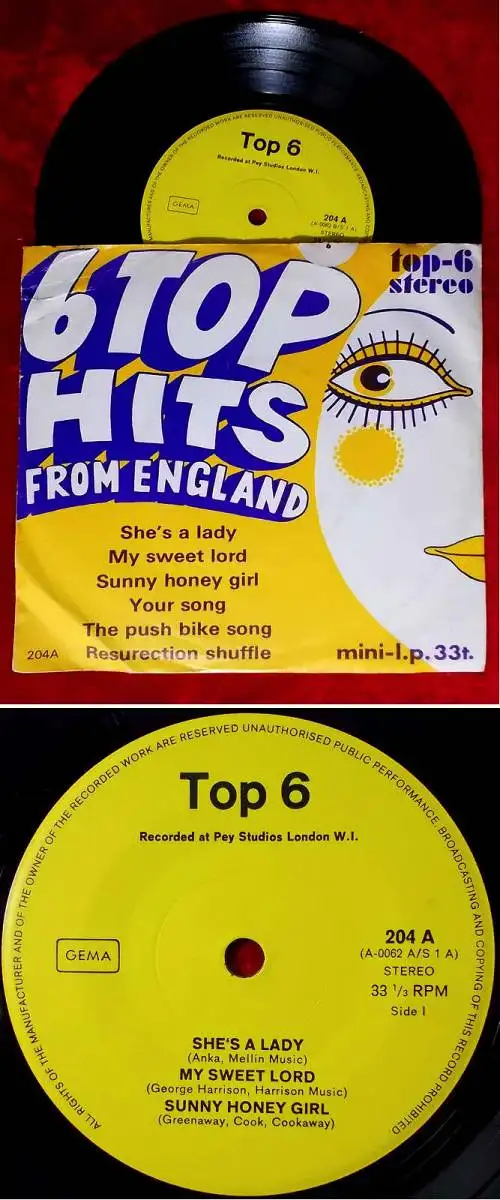 Top 6
Recorded at Pey Studios London W.I.
GEMA
204 A
(A-0062 A/S 1 A)
STEREO
6
top-6
stereo
6 TOP
HITS
FROM ENGLAND
She's a lady
My sweet lord
Sunny honey girl
Your song
The push bike song
204A Resurection shuffle mini-l.p. 33t.
ALL RIGHTS OF THE MANUFACTURER AND OF THE OWNER OF THE RECORDED WORK ARE RESERVED UNAUTHORISED PUBLIC PERFORMANCE, BROADCASTING AND COPYING OF THIS RECORD PROHIBITED.
Top 6
Recorded at Pey Studios London W.I.
GEMA
204 A
(A-0062 A/S 1 A)
STEREO
33 1/3 RPM
Side I
SHE'S A LADY
(Anka, Mellin Music)
MY SWEET LORD
(George Harrison, Harrison Music)
SUNNY HONEY GIRL
(Greenaway, Cook, Cookaway)